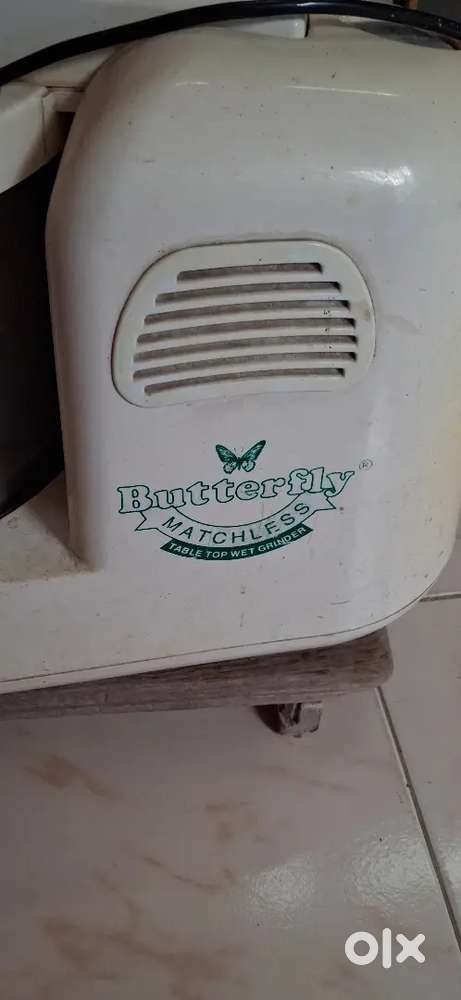 Butterfly ®
MATCHLESS
TABLE TOP WET GRINDER
olx